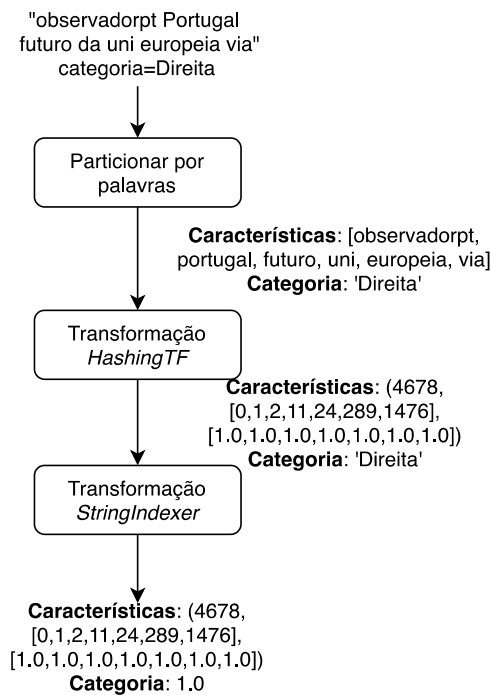 "observadorpt Portugal
futuro da uni europeia via"
categoria=Direita
Particionar por
palavras
Características: [observadorpt,
portugal, futuro, uni, europeia, via]
Categoria: 'Direita'
Transformação
HashingTF
Características: (4678,
[0,1,2,11,24,289,1476],
[1.0,1.0,1.0,1.0,1.0,1.0,1.0])
Categoria: 'Direita'
Transformação
StringIndexer
Características: (4678,
[0,1,2,11,24,289,1476],
[1.0,1.0,1.0,1.0,1.0,1.0,1.0])
Categoria: 1.0